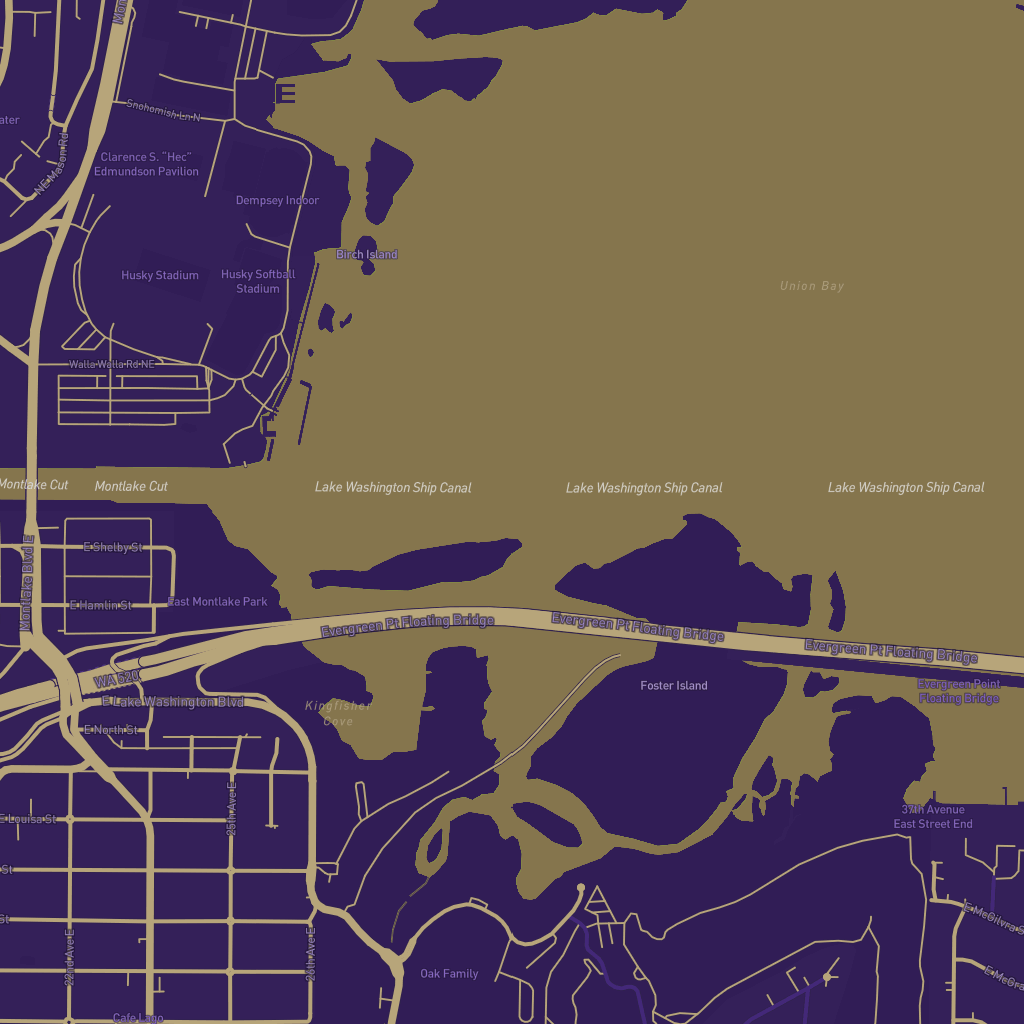 Snohomish Ln N
ater
NE Mason Rd
Clarence S. "Hec"
Edmundson Pavilion
Dempsey Indoor
Birch Island
Husky Stadium
Husky Softball
Stadium
Union Bay
Walla Walla Rd NE
Montlake Cut
Montlake Cut
Lake Washington Ship Canal
Lake Washington Ship Canal
Lake Washington Ship Canal
Montlake Blvd E
E Shelby St
E Hamlin St
East Montlake Park
Evergreen Pt Floating Bridge
Evergreen Pt Floating Bridge
Evergreen Pt Floating Bridge
WA 520
E Lake Washington Blvd
Kingfisher
Cove
Foster Island
Evergreen Point
Floating Bridge
E North St
25th Ave E
E Louisa St
37th Avenue
East Street End
St
St
E McGilvra S
22nd Ave E
26th Ave E
Oak Family
E McGra
Cafe Lago